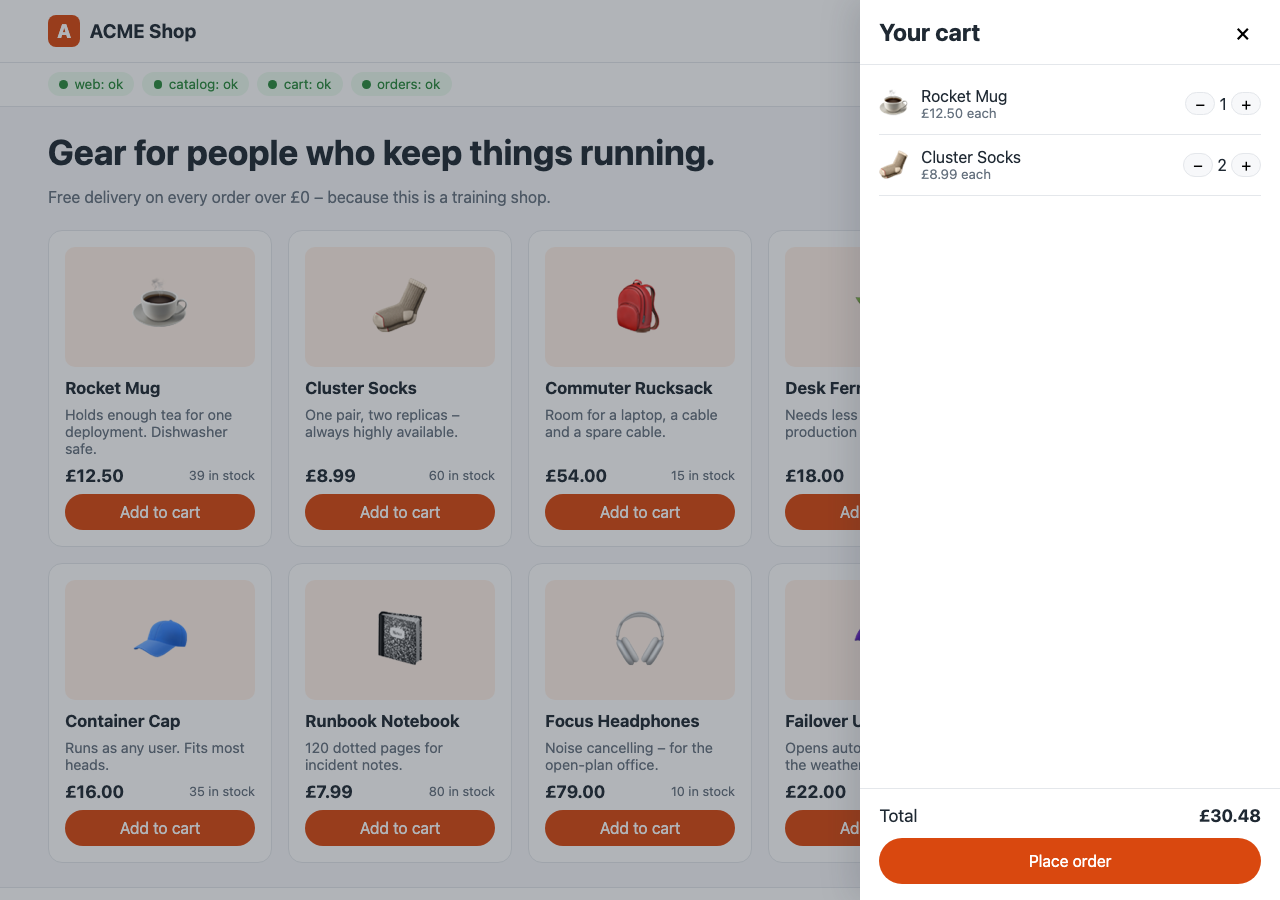 A ACME Shop
web: ok catalog: ok cart: ok orders: ok
Gear for people who keep things running.
Free delivery on every order over £0 – because this is a training shop.
Rocket Mug
Holds enough tea for one
deployment. Dishwasher
safe.
£12.50 39 in stock
Add to cart
Cluster Socks
One pair, two replicas –
always highly available.
£8.99 60 in stock
Add to cart
Commuter Rucksack
Room for a laptop, a cable
and a spare cable.
£54.00 15 in stock
Add to cart
Desk
Needs less
production
£18.00
Container Cap
Runs as any user. Fits most
heads.
£16.00 35 in stock
Add to cart
Runbook Notebook
120 dotted pages for
incident notes.
£7.99 80 in stock
Add to cart
Focus Headphones
Noise cancelling – for the
open-plan office.
£79.00 10 in stock
Add to cart
Failover
Opens
the
£22.00
Your cart ×
Rocket Mug
£12.50 each
− 1 +
Cluster Socks
£8.99 each
− 2 +
Total £30.48
Place order